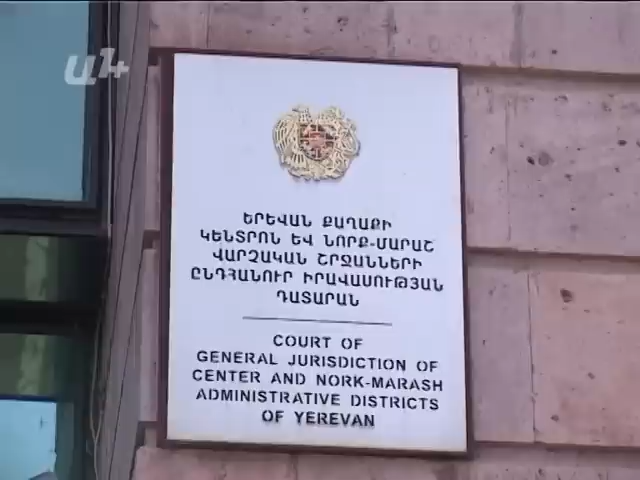 ա1+
ԵՐԵՎԱՆ ՔԱՂԱՔԻ
ԿԵՆՏՐՈՆ ԵՎ ՆՈՐՔ-ՄԱՐԱՇ
ՎԱՐՉԱԿԱՆ ՇՐՋԱՆՆԵՐԻ
ԸՆԴՀԱՆՈՒՐ ԻՐԱՎԱՍՈՒԹՅԱՆ
ԴԱՏԱՐԱՆ
COURT OF
GENERAL JURISDICTION OF
CENTER AND NORK-MARASH
ADMINISTRATIVE DISTRICTS
OF YEREVAN